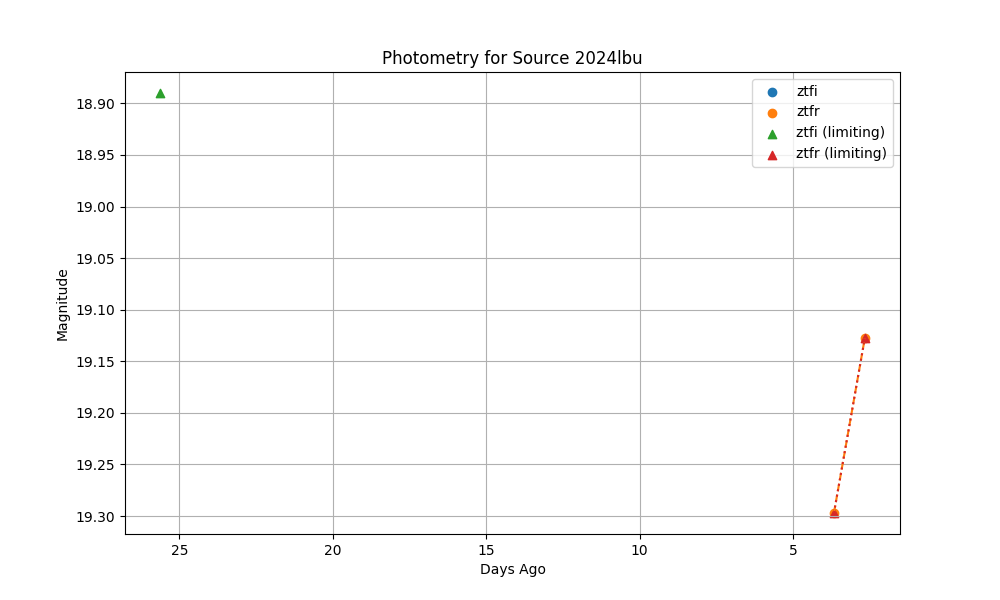 Photometry for Source 2024lbu
ztfi
ztfr
ztfi (limiting)
ztfr (limiting)
Magnitude
18.90
18.95
19.00
19.05
19.10
19.15
19.20
19.25
19.30
25
20
15
10
5
Days Ago